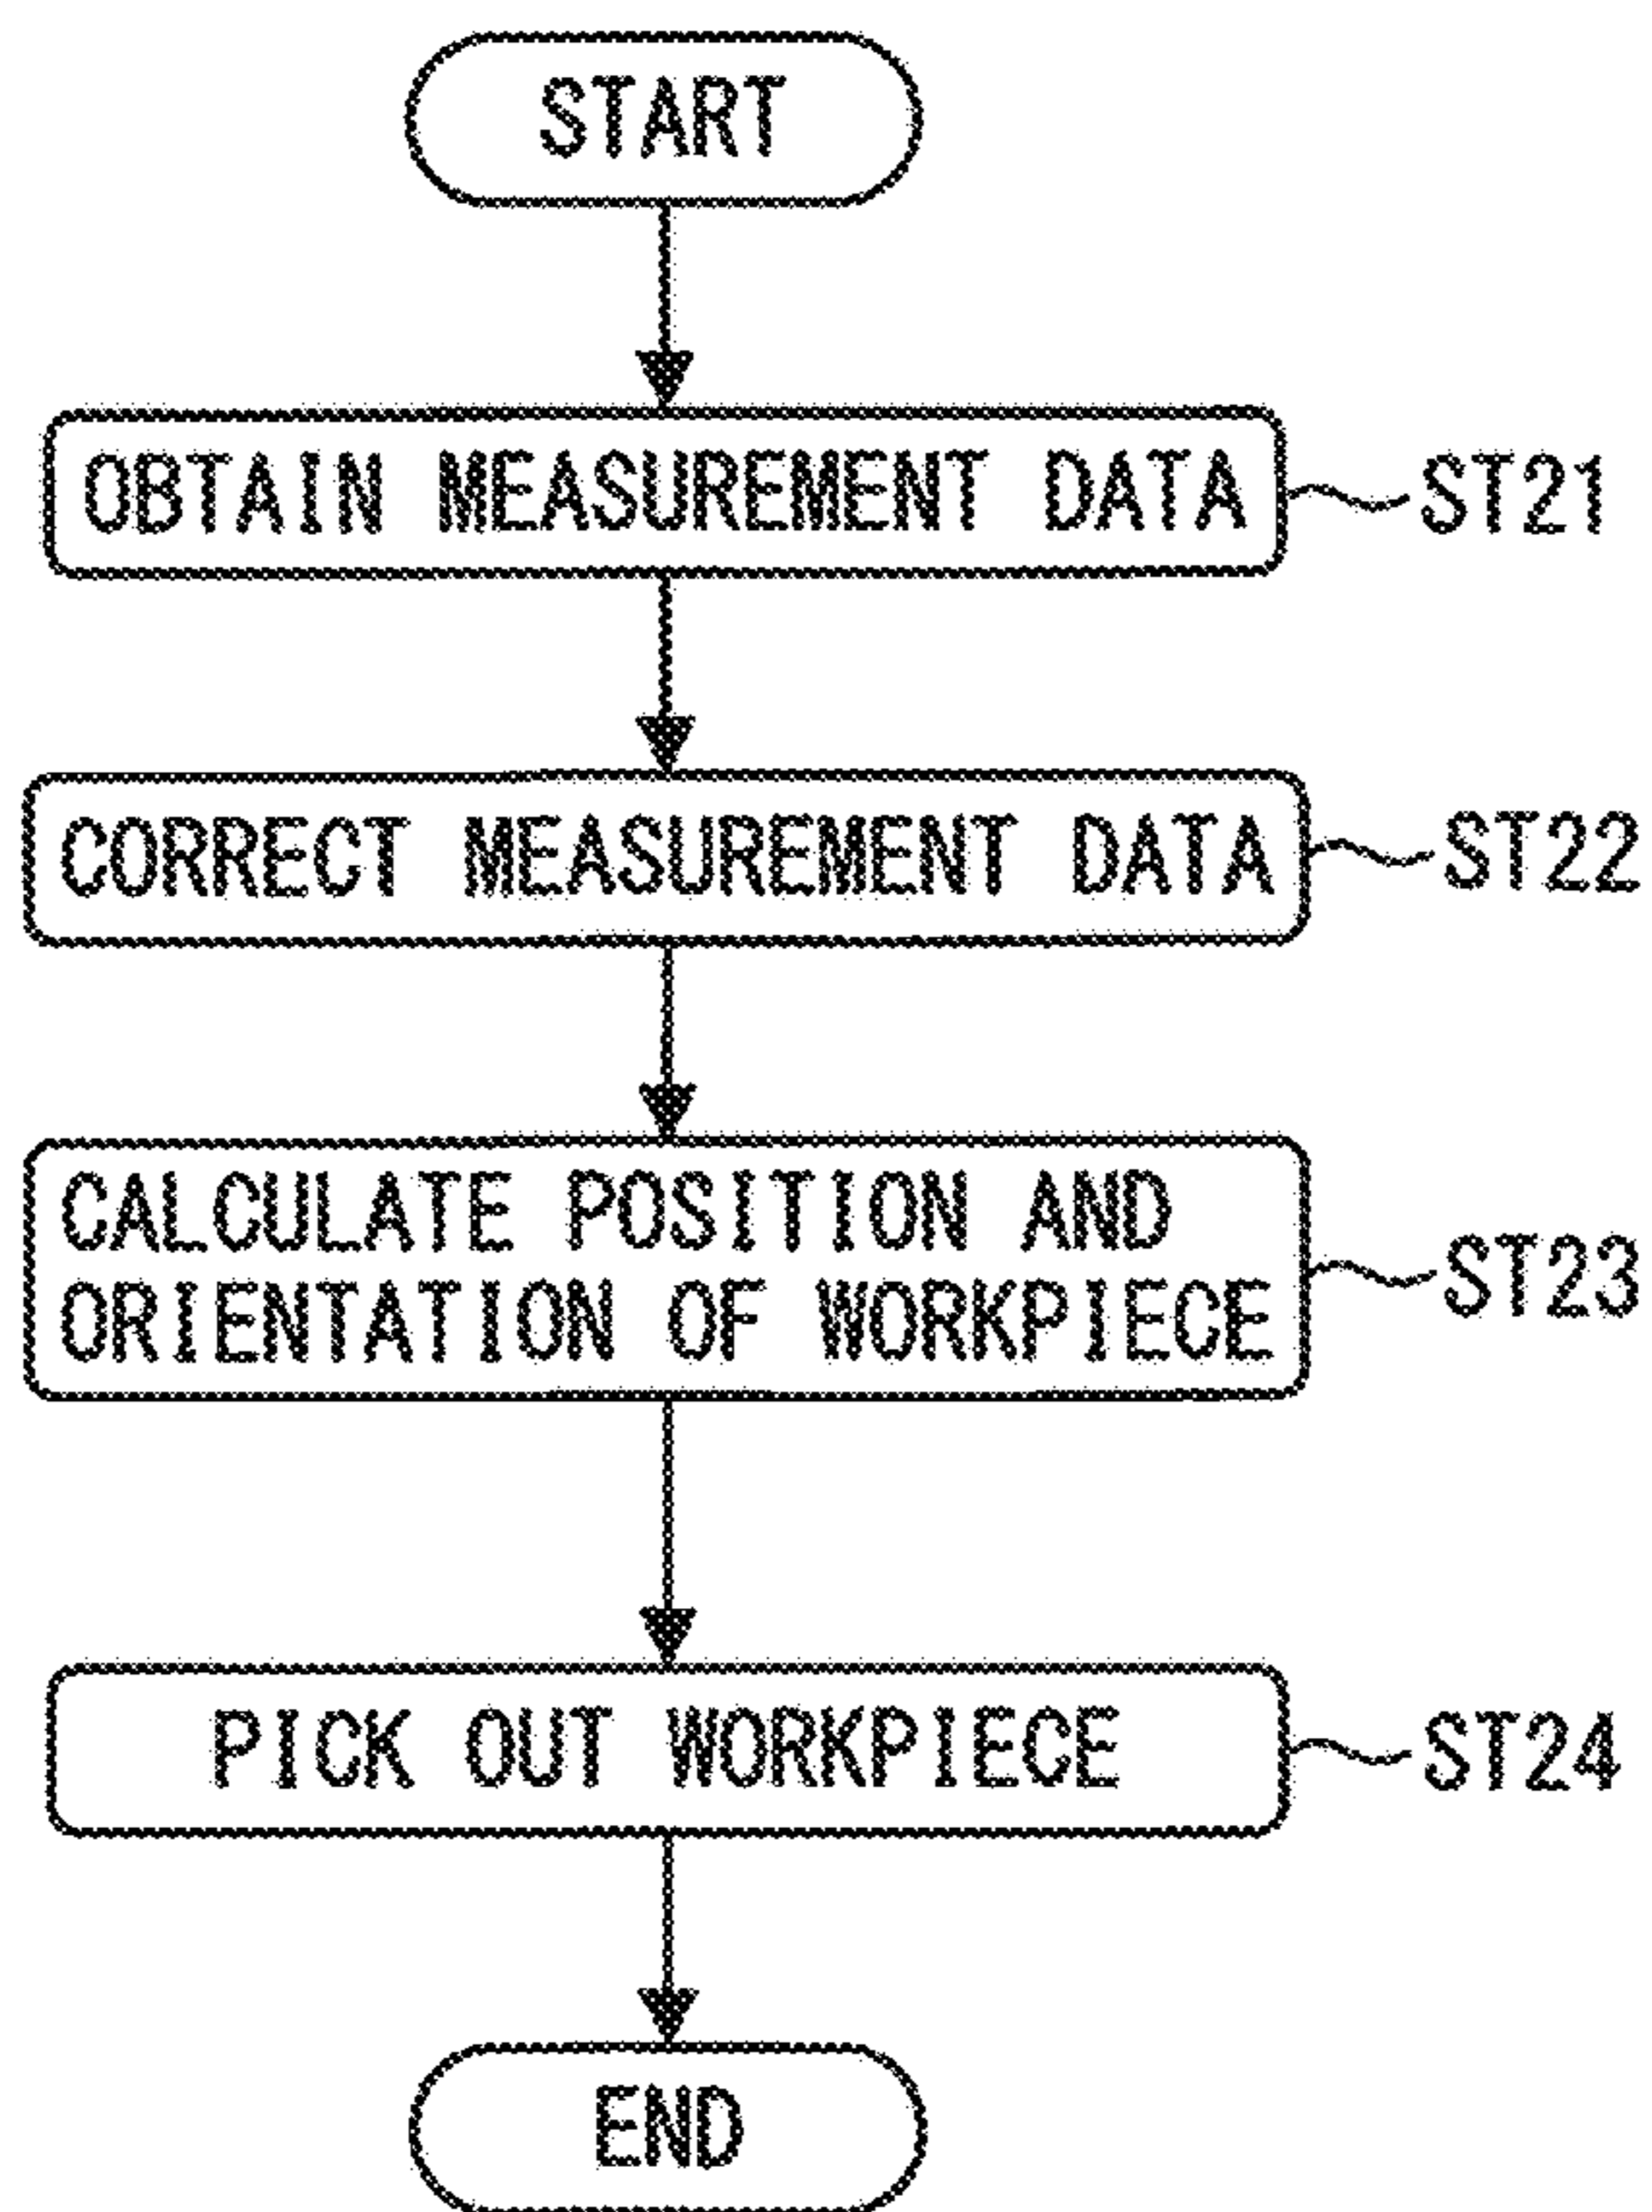 START
OBTAIN MEASUREMENT DATA
ST21
CORRECT MEASUREMENT DATA
ST22
CALCULATE POSITION AND
ORIENTATION OF WORKPIECE
ST23
PICK OUT WORKPIECE
ST24
END